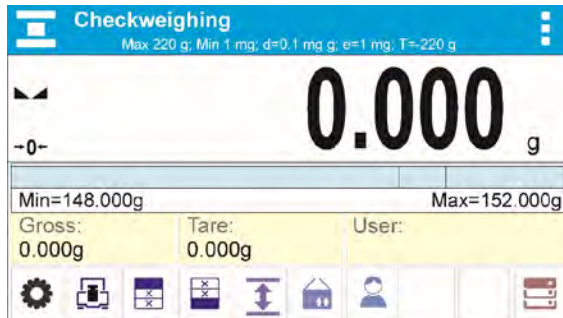 Checkweighing
Max 220 g; Min 1 mg; d=0.1 mg g; e=1 mg; T=-220 g
0.000 g
→0←
Min=148.000g Max=152.000g
Gross: Tare: User:
0.000g 0.000g